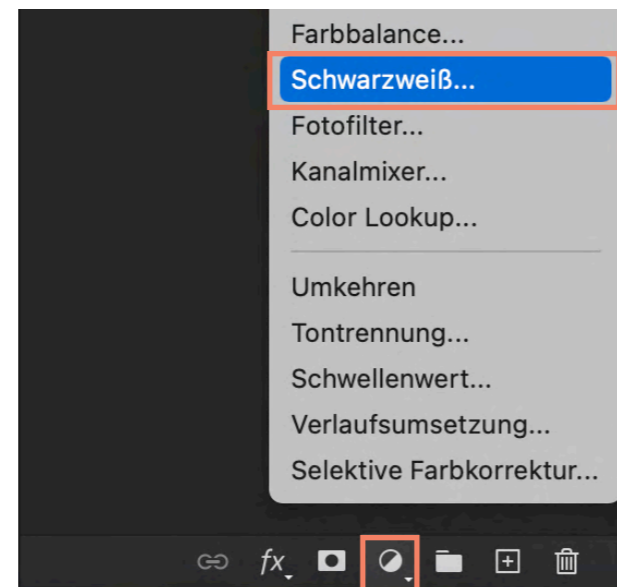 Farbbalance...
Schwarzweiß...
Fotofilter...
Kanalmixer...
Color Lookup...
Umkehren
Tontrennung...
Schwellenwert...
Verlaufsumsetzung...
Selektive Farbkorrektur...
fx